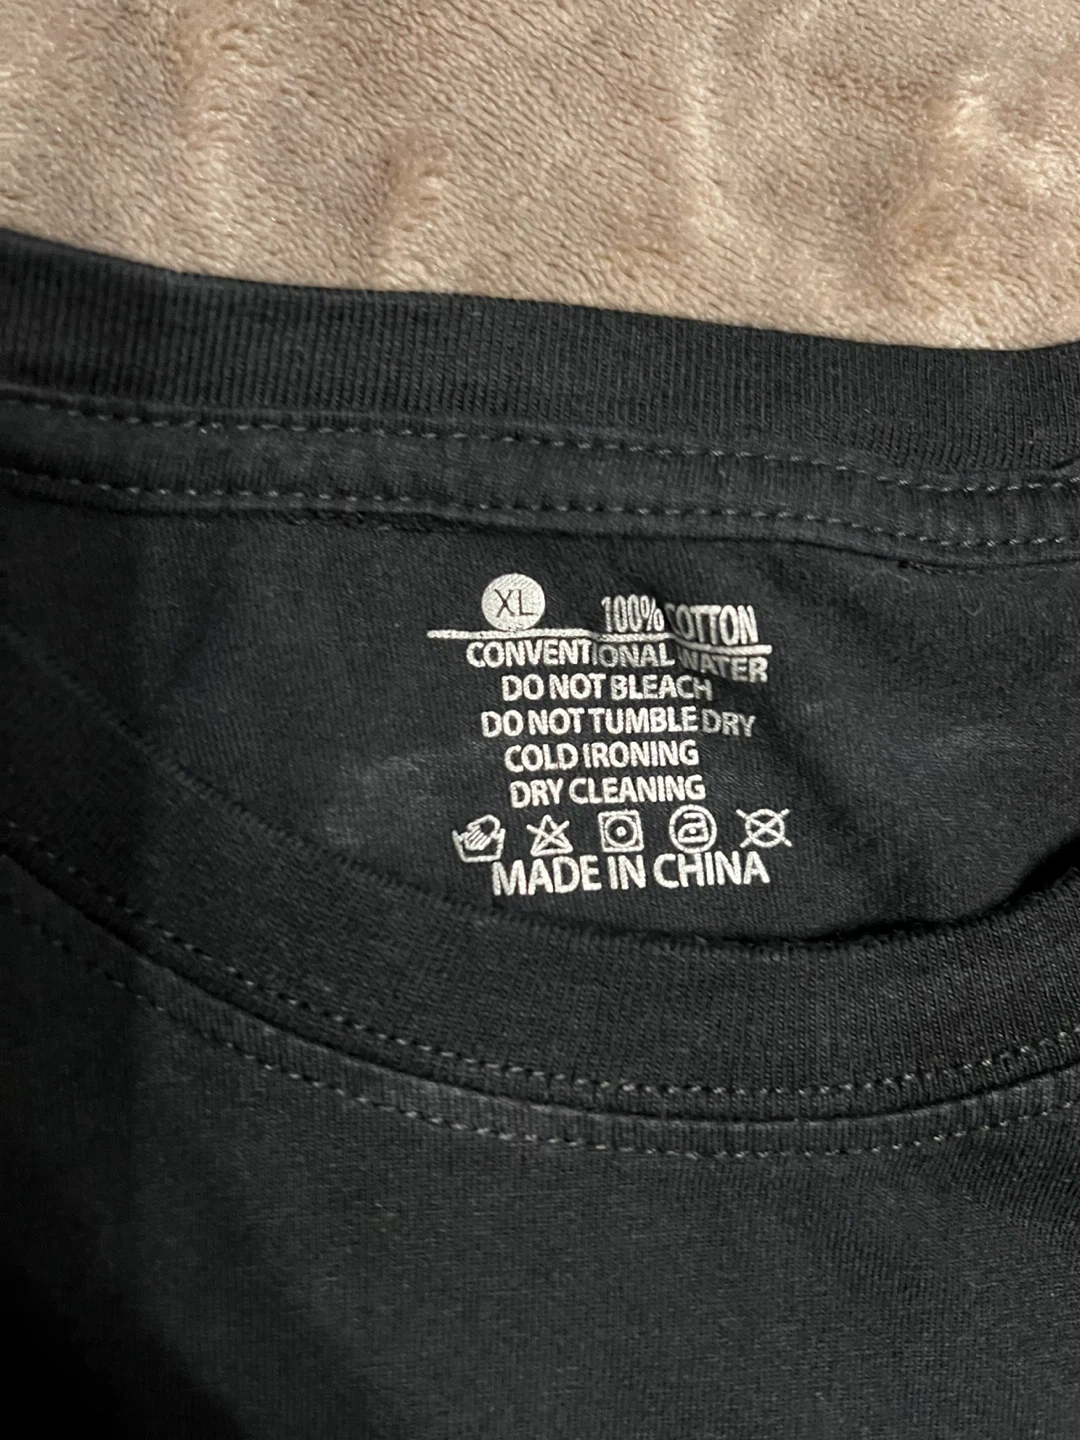 XL 100% COTTON
CONVENTIONAL WATER
DO NOT BLEACH
DO NOT TUMBLE DRY
COLD IRONING
DRY CLEANING
a
MADE IN CHINA